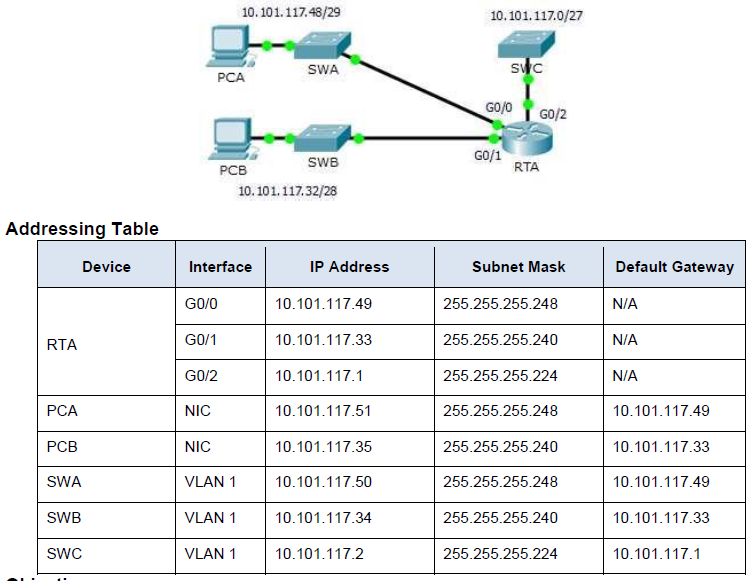 10.101.117.48/29
10.101.117.0/27
PCA
SWA
SWC
G0/0
G0/2
G0/1
RTA
PCB
SWB
10.101.117.32/28
Addressing Table
Device Interface IP Address Subnet Mask Default Gateway
RTA G0/0 10.101.117.49 255.255.255.248 N/A
G0/1 10.101.117.33 255.255.255.240 N/A
G0/2 10.101.117.1 255.255.255.224 N/A
PCA NIC 10.101.117.51 255.255.255.248 10.101.117.49
PCB NIC 10.101.117.35 255.255.255.240 10.101.117.33
SWA VLAN 1 10.101.117.50 255.255.255.248 10.101.117.49
SWB VLAN 1 10.101.117.34 255.255.255.240 10.101.117.33
SWC VLAN 1 10.101.117.2 255.255.255.224 10.101.117.1